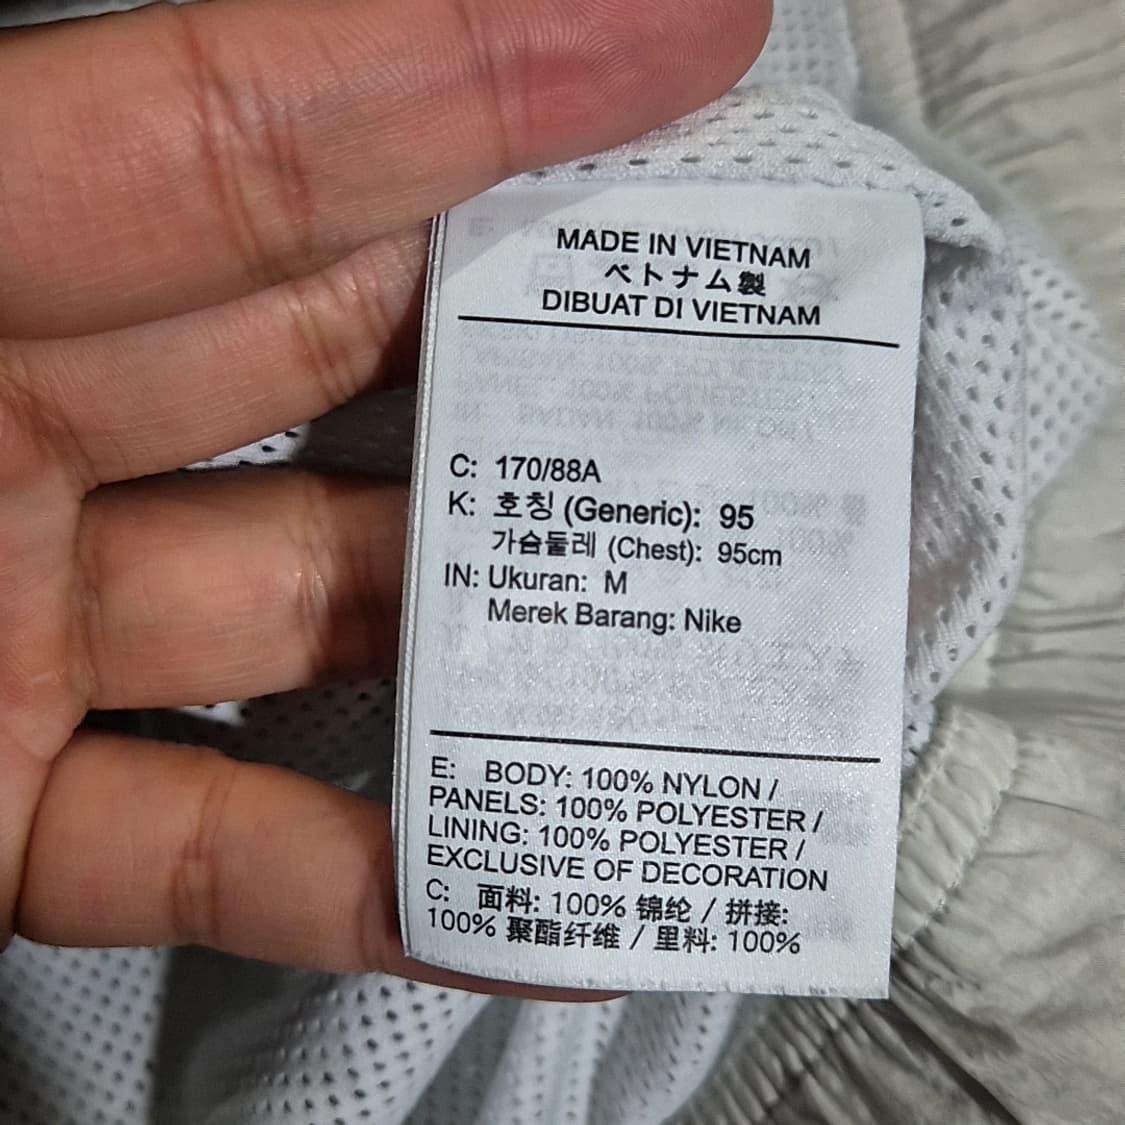 MADE IN VIETNAM
ベトナム製
DIBUAT DI VIETNAM
C: 170/88A
K: 호칭 (Generic): 95
가슴둘레 (Chest): 95cm
IN: Ukuran: M
Merek Barang: Nike
E: BODY: 100% NYLON /
PANELS: 100% POLYESTER /
LINING: 100% POLYESTER /
EXCLUSIVE OF DECORATION
C: 面料: 100% 锦纶 / 拼接:
100% 聚酯纤维 / 里料: 100%